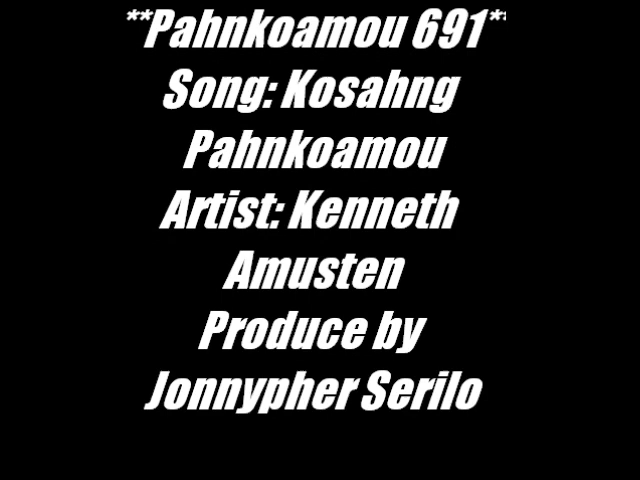 **Pahnkoamou 691**
Song: Kosahng
Pahnkoamou
Artist: Kenneth
Amusten
Produce by
Jonnypher Serilo